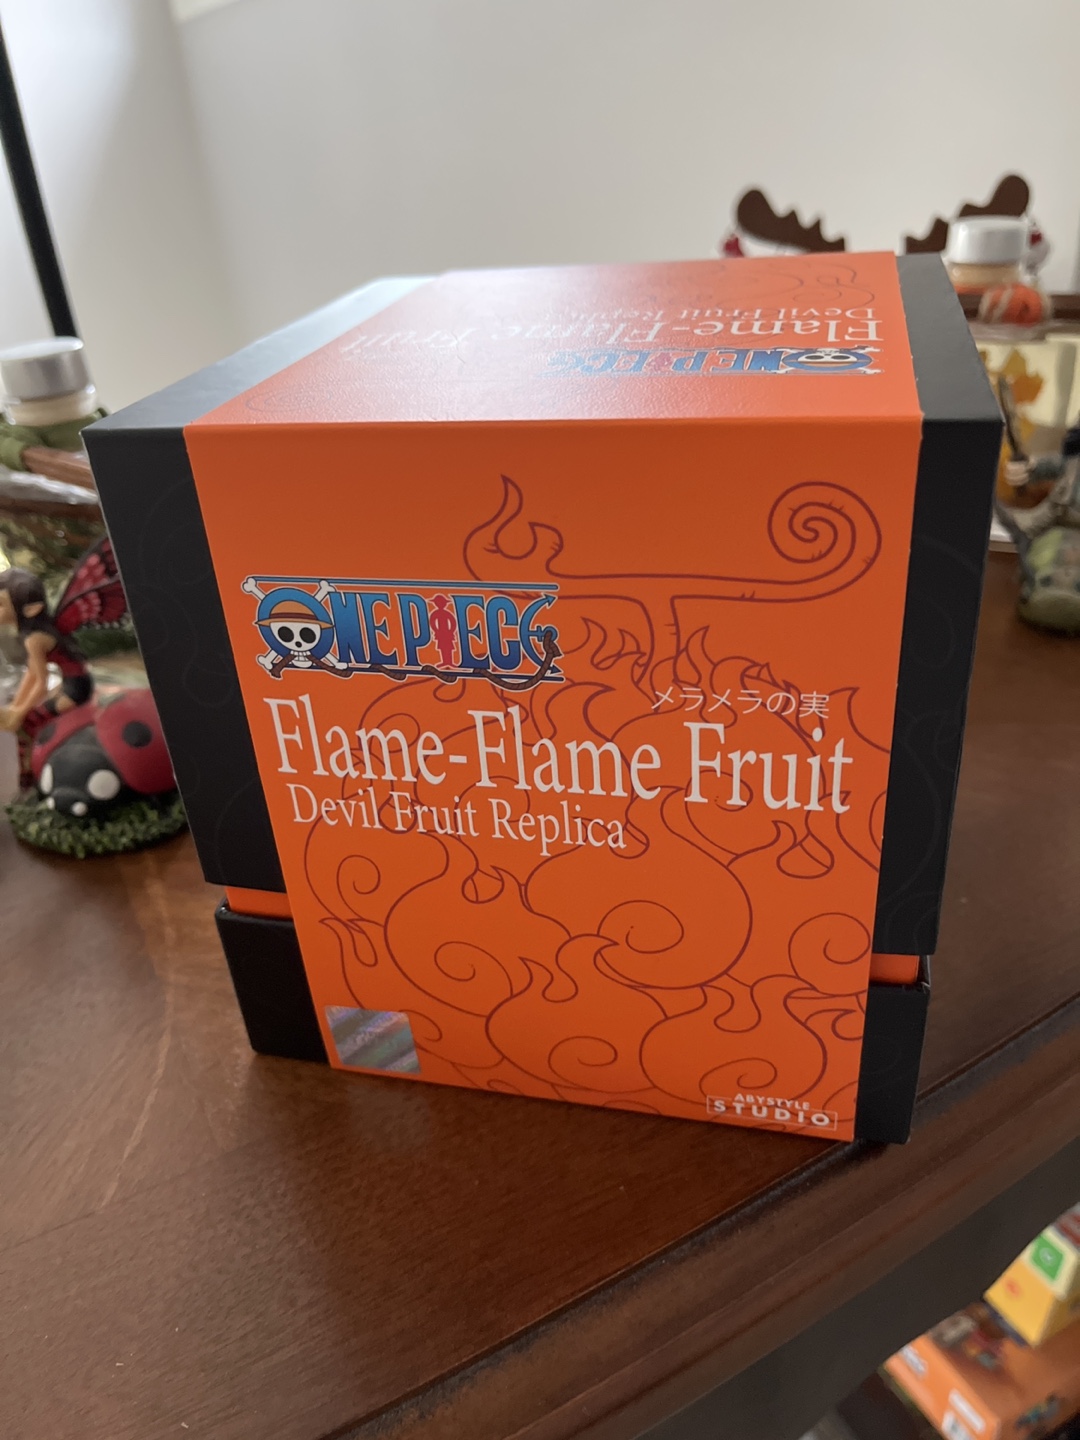 Flame-Flame Fruit
Devil Fruit Replica
ONE PIECE
ONE PIECE
メラメラの実
Flame-Flame Fruit
Devil Fruit Replica
ABYSTYLE
STUDIO